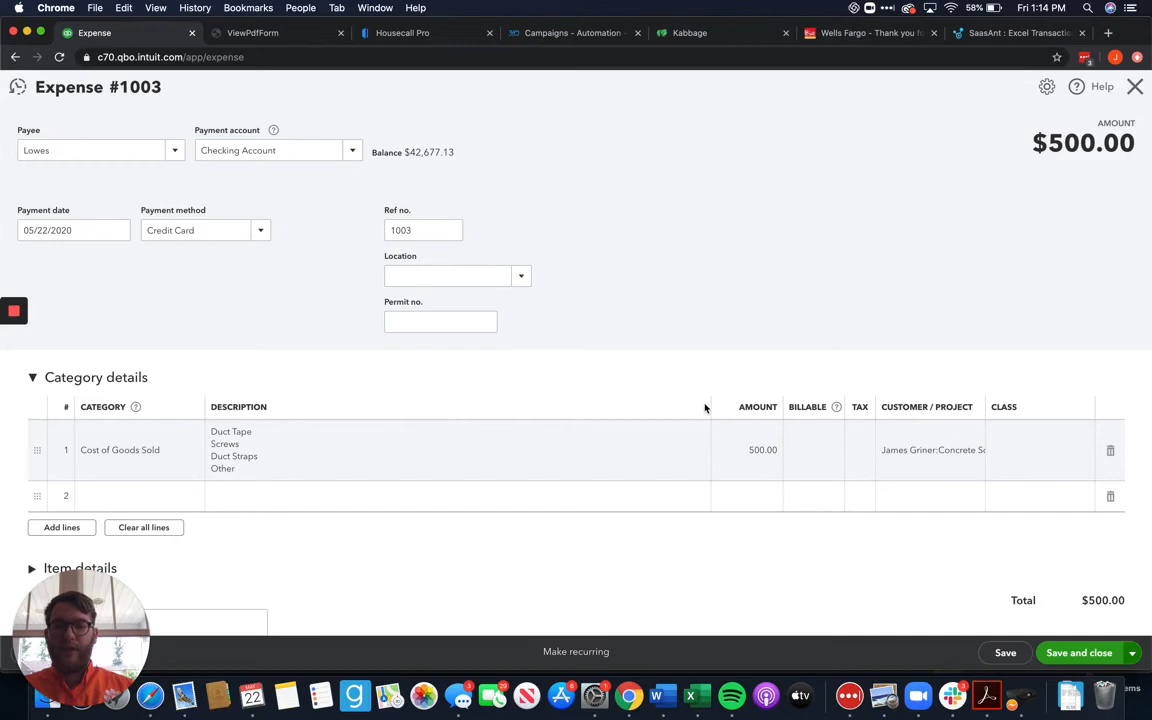 Chrome File Edit View History Bookmarks People Tab Window Help 58% Fri 1:14 PM
Expense ViewPdfForm Housecall Pro Campaigns - Automation - Kabbage Wells Fargo - Thank you f SaasAnt : Excel Transactio
c70.qbo.intuit.com/app/expense 3 J
Expense #1003 Help
AMOUNT
$500.00
Payee Payment account
Lowes Checking Account Balance $42,677.13
Payment date Payment method Ref no.
05/22/2020 Credit Card 1003
Location
Permit no.
Category details
# CATEGORY DESCRIPTION AMOUNT BILLABLE TAX CUSTOMER / PROJECT CLASS
1 Cost of Goods Sold Duct Tape 500.00 James Griner:Concrete Sc
Screws
Duct Straps
Other
2
Add lines Clear all lines
Item details
Total $500.00
Make recurring Save Save and close
MAY 22
ems